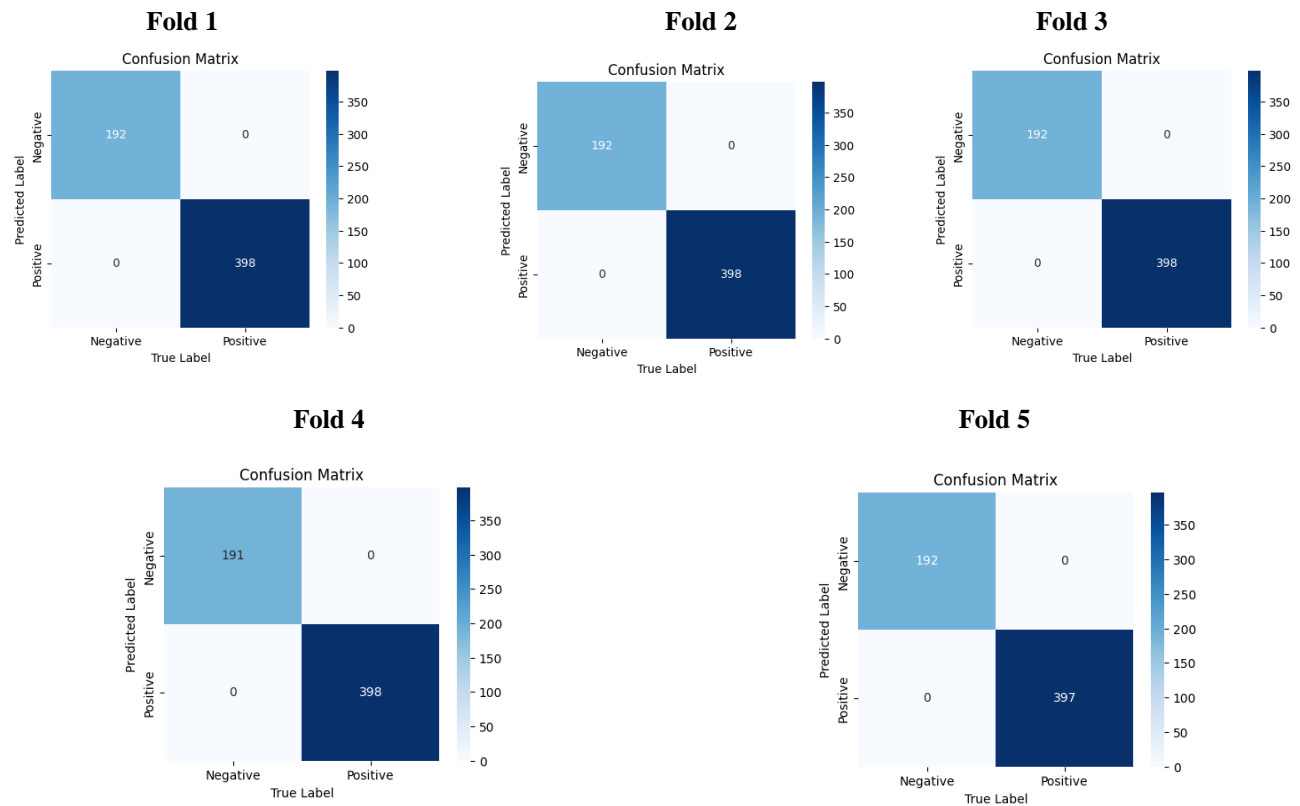 Fold 1
Confusion Matrix
Predicted Label
Negative
Positive
192
0
0
398
Negative
Positive
True Label
350
300
250
200
150
100
50
0
Fold 2
Confusion Matrix
Predicted Label
Negative
Positive
192
0
0
398
Negative
Positive
True Label
350
300
250
200
150
100
50
0
Fold 3
Confusion Matrix
Predicted Label
Negative
Positive
192
0
0
398
Negative
Positive
True Label
350
300
250
200
150
100
50
0
Fold 4
Confusion Matrix
Predicted Label
Negative
Positive
191
0
0
398
Negative
Positive
True Label
350
300
250
200
150
100
50
0
Fold 5
Confusion Matrix
Predicted Label
Negative
Positive
192
0
0
397
Negative
Positive
True Label
350
300
250
200
150
100
50
0